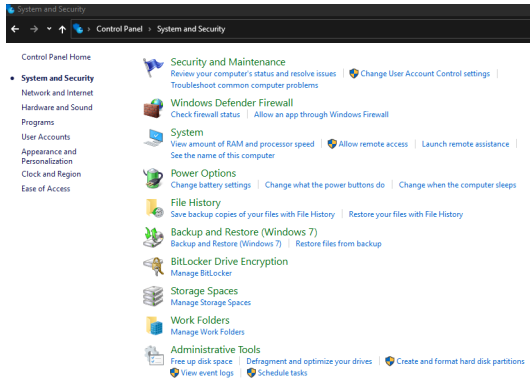 System and Security
Control Panel › System and Security
Control Panel Home
System and Security
Network and Internet
Hardware and Sound
Programs
User Accounts
Appearance and
Personalization
Clock and Region
Ease of Access
Security and Maintenance
Review your computer's status and resolve issues | Change User Account Control settings |
Troubleshoot common computer problems
Windows Defender Firewall
Check firewall status | Allow an app through Windows Firewall
System
View amount of RAM and processor speed | Allow remote access | Launch remote assistance |
See the name of this computer
Power Options
Change battery settings | Change what the power buttons do | Change when the computer sleeps
File History
Save backup copies of your files with File History | Restore your files with File History
Backup and Restore (Windows 7)
Backup and Restore (Windows 7) | Restore files from backup
BitLocker Drive Encryption
Manage BitLocker
Storage Spaces
Manage Storage Spaces
Work Folders
Manage Work Folders
Administrative Tools
Free up disk space | Defragment and optimize your drives | Create and format hard disk partitions
View event logs | Schedule tasks